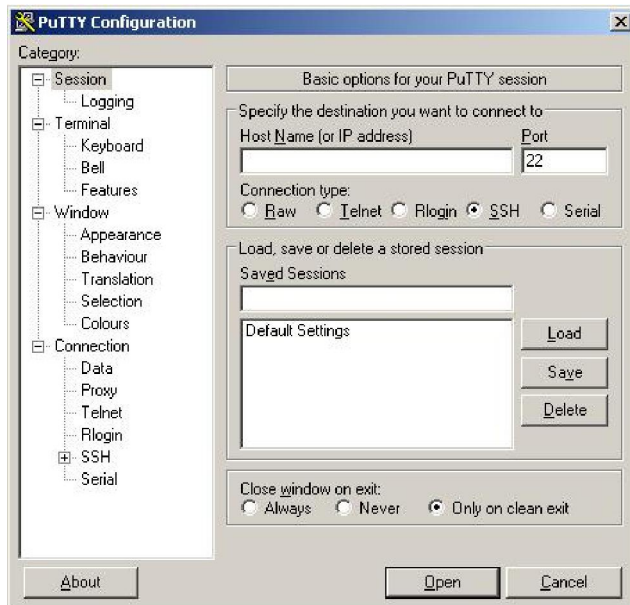 PuTTY Configuration
Category:
Session
Logging
Terminal
Keyboard
Bell
Features
Window
Appearance
Behaviour
Translation
Selection
Colours
Connection
Data
Proxy
Telnet
Rlogin
SSH
Serial
Basic options for your PuTTY session
Specify the destination you want to connect to
Host Name (or IP address) Port
22
Connection type:
Raw Telnet Rlogin SSH Serial
Load, save or delete a stored session
Saved Sessions
Default Settings
Load
Save
Delete
Close window on exit:
Always Never Only on clean exit
About Open Cancel